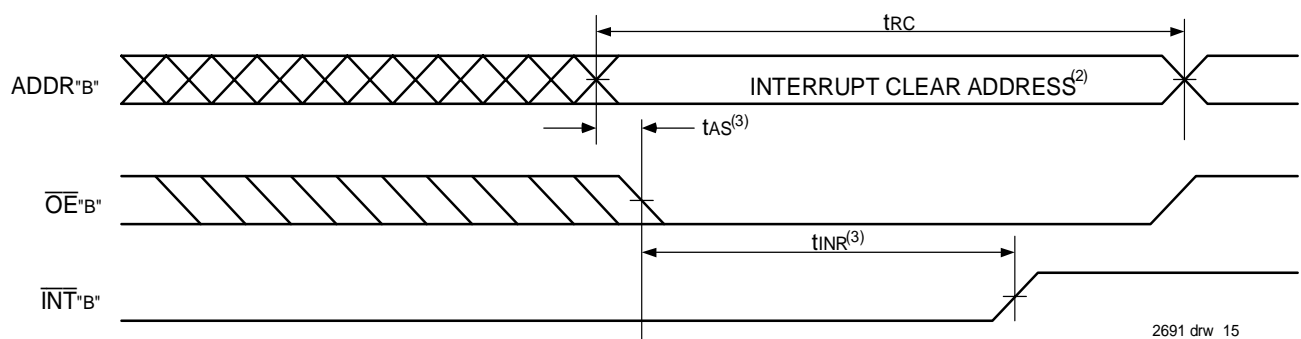 tRC
ADDR"B"
INTERRUPT CLEAR ADDRESS(2)
tAS(3)
OE"B"
tINR(3)
INT"B"
2691 drw 15